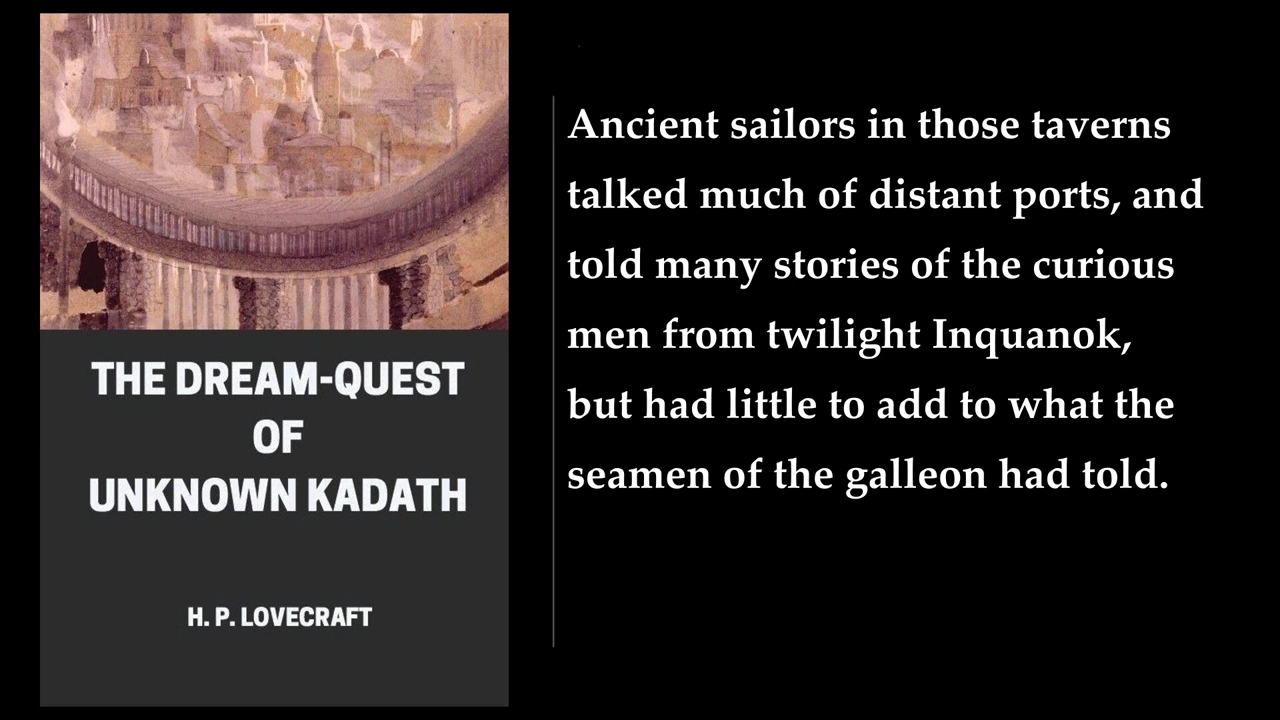 THE DREAM-QUEST
OF
UNKNOWN KADATH
H. P. LOVECRAFT
Ancient sailors in those taverns
talked much of distant ports, and
told many stories of the curious
men from twilight Inquanok,
but had little to add to what the
seamen of the galleon had told.